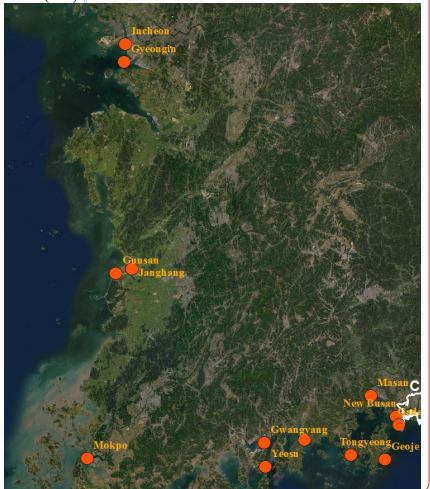 Incheon
Gyeongin
Gunsan
Janghang
Masan
C
New Busan
Gwangyang
Tongyeong
Geoje
Yeosu
Mokpo